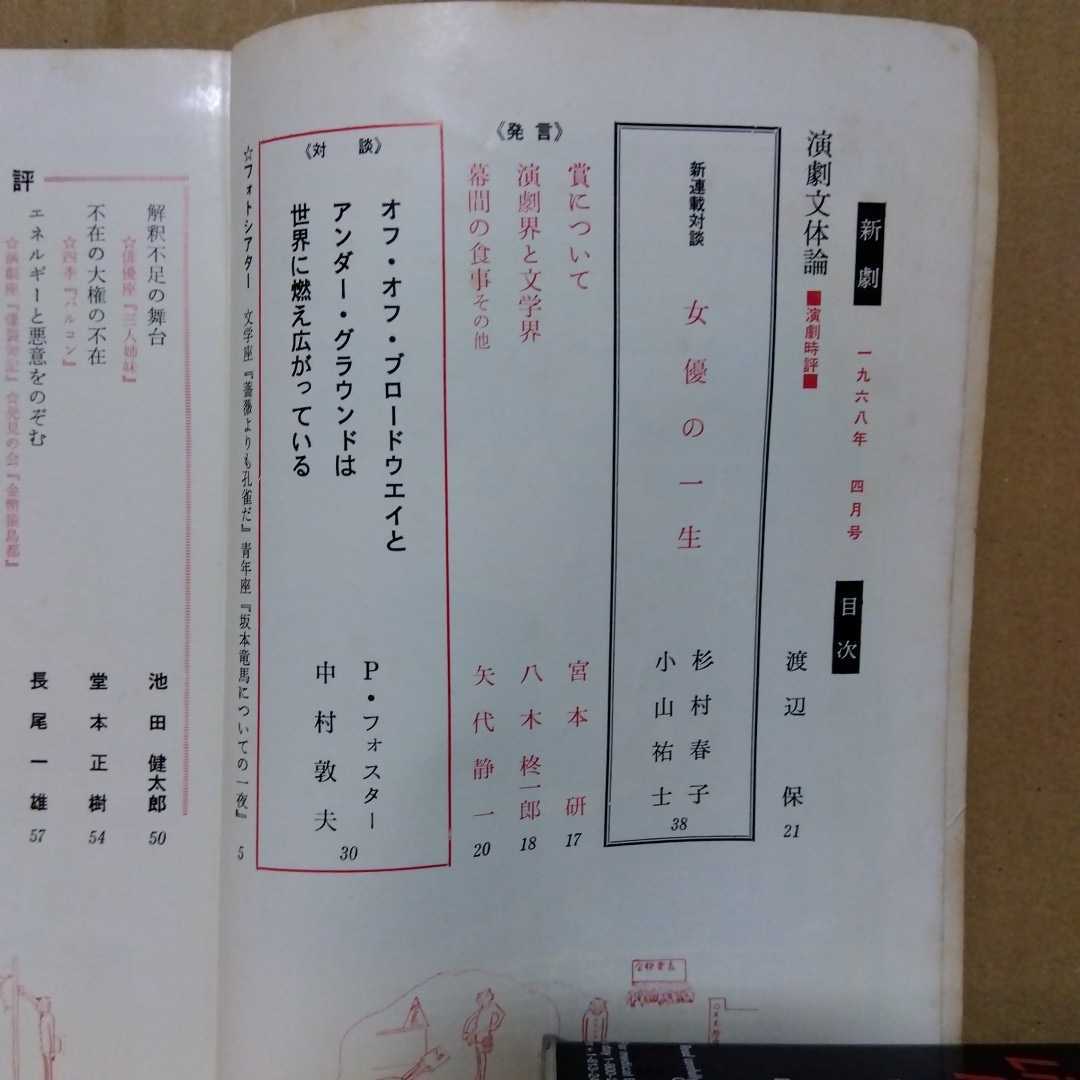 新劇 一九六八年 四月号 目次
演劇文体論 ■演劇時評■ 渡辺 保 21
新連載対談 女優の一生
杉村春子
小山祐士
38
《発言》
賞について 宮本 研 17
演劇界と文学界 八木柊一郎 18
幕間の食事その他 矢代静一 20
《対 談》
オフ・オフ・ブロードウエイと
アンダー・グラウンドは
世界に燃え広がっている
P・フォスター
中村敦夫
30
☆フォトシアター 文学座『薔薇よりも孔雀だ』青年座『坂本竜馬についての一夜』 5
評
解釈不足の舞台 池田健太郎 50
☆俳優座『三人姉妹』
不在の大権の不在 堂本正樹 54
☆四季『バルコン』
エネルギーと悪意をのぞむ 長尾一雄 57
☆発見の会